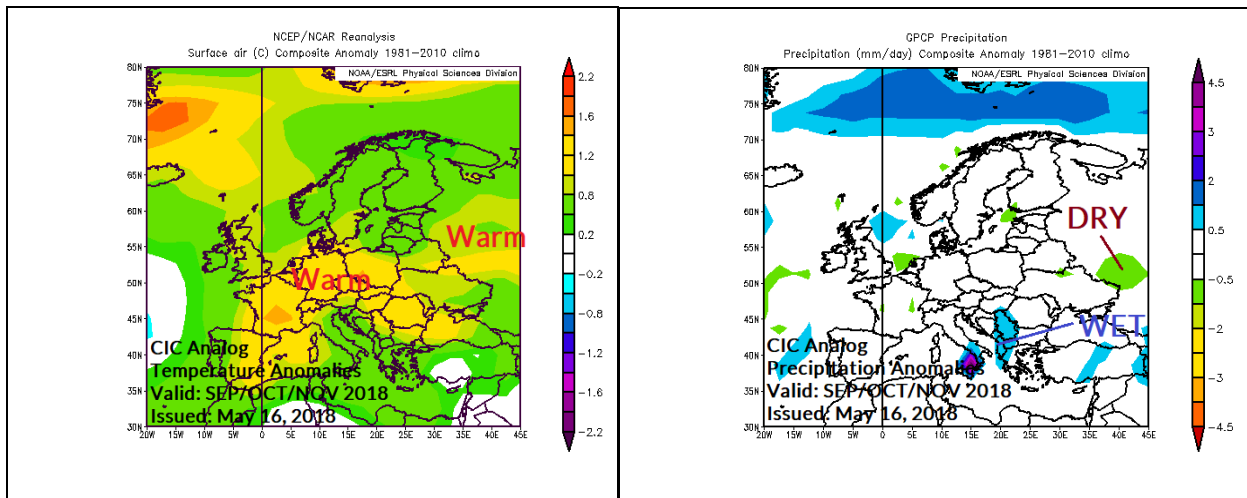 NCEP/NCAR Reanalysis
Surface air (C) Composite Anomaly 1981-2010 climo
NOAA/ESRL Physical Sciences Division
80N
75N
70N
65N
60N
55N
50N
45N
40N
35N
30N
20W 15W 10W 5W 0 5E 10E 15E 20E 25E 30E 35E 40E 45E
Warm
Warm
CIC Analog
Temperature Anomalies
Valid: SEP/OCT/NOV 2018
Issued: May 16, 2018
2.2
1.6
1.2
0.8
0.2
-0.2
-0.8
-1.2
-1.6
-2.2
GPCP Precipitation
Precipitation (mm/day) Composite Anomaly 1981-2010 climo
NOAA/ESRL Physical Sciences Division
80N
75N
70N
65N
60N
55N
50N
45N
40N
35N
30N
20W 15W 10W 5W 0 5E 10E 15E 20E 25E 30E 35E 40E 45E
DRY
WET
CIC Analog
Precipitation Anomalies
Valid: SEP/OCT/NOV 2018
Issued: May 16, 2018
4.5
3
2
0.5
-0.5
-2
-3
-4.5